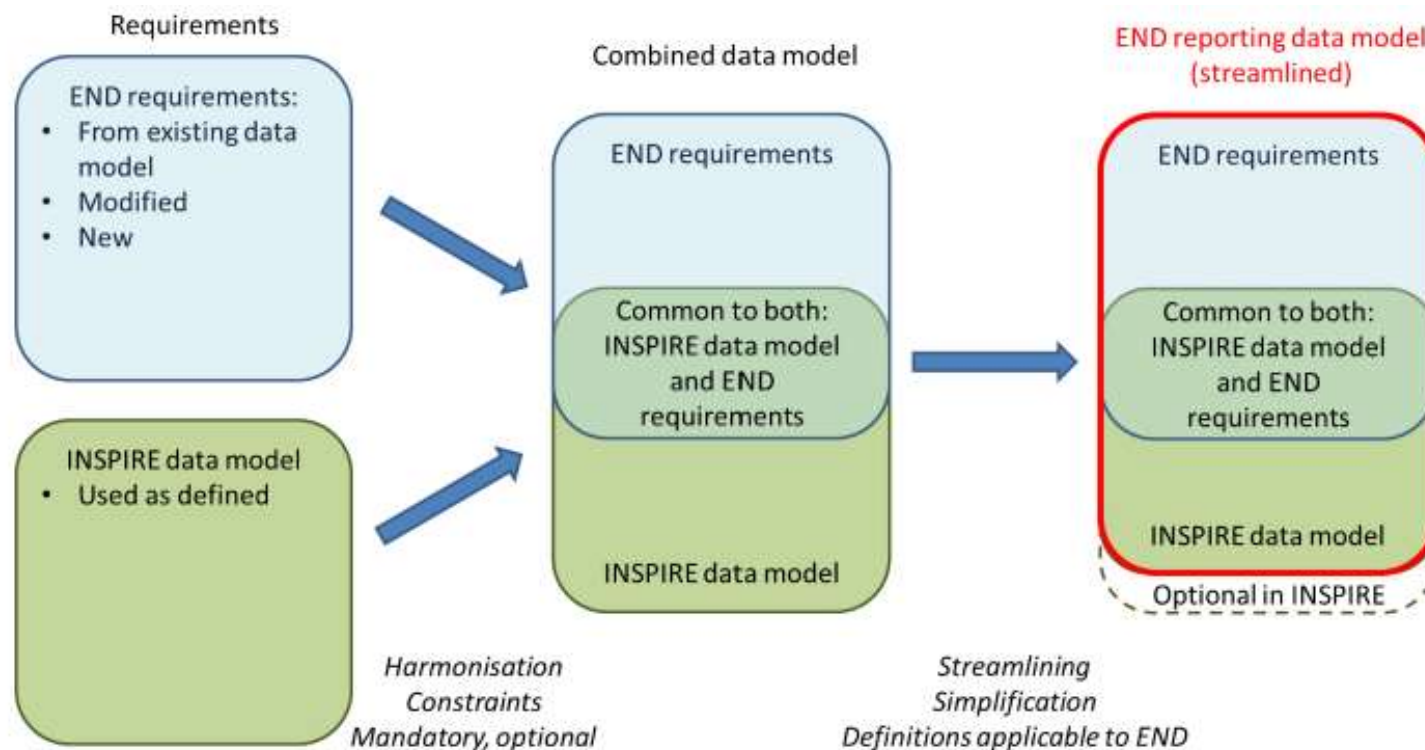 Requirements
END requirements:
• From existing data
model
• Modified
• New
INSPIRE data model
• Used as defined
Harmonisation
Constraints
Mandatory, optional
Combined data model
END requirements
Common to both:
INSPIRE data model
and END
requirements
INSPIRE data model
Streamlining
Simplification
Definitions applicable to END
END reporting data model
(streamlined)
END requirements
Common to both:
INSPIRE data model
and END
requirements
INSPIRE data model
Optional in INSPIRE